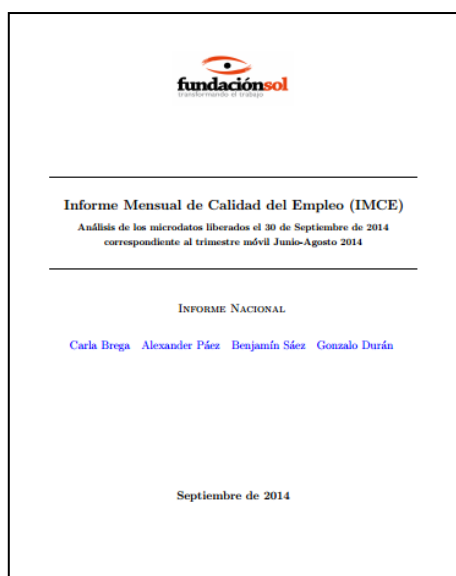 fundaciónsol
transformando el trabajo
Informe Mensual de Calidad del Empleo (IMCE)
Análisis de los microdatos liberados el 30 de Septiembre de 2014
correspondiente al trimestre móvil Junio-Agosto 2014
Informe Nacional
Carla Brega Alexander Páez Benjamín Sáez Gonzalo Durán
Septiembre de 2014